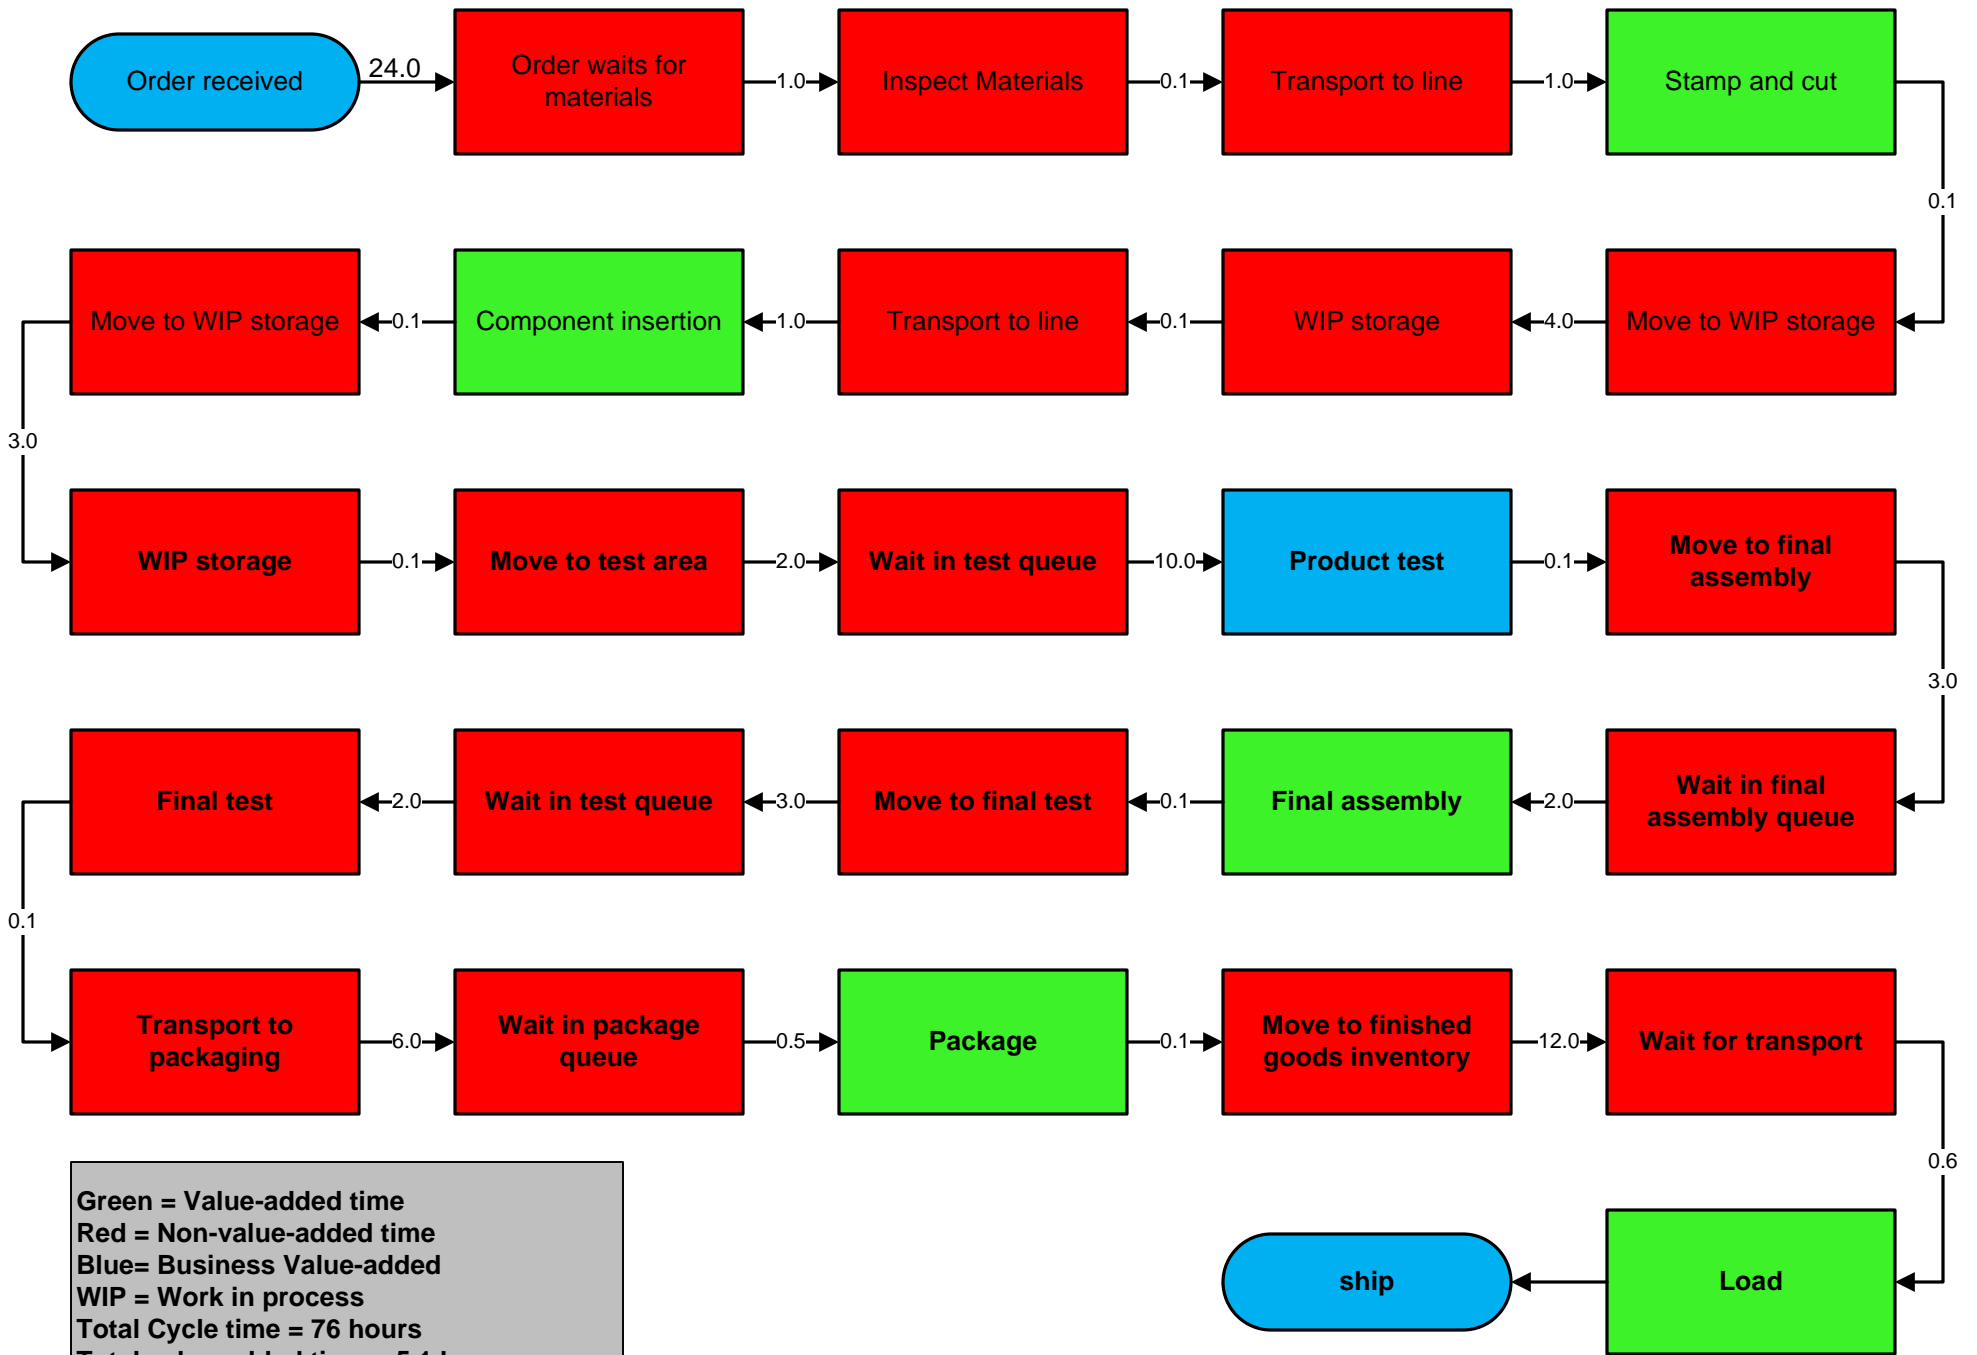 Order received
24.0
Order waits for
materials
1.0
Inspect Materials
0.1
Transport to line
1.0
Stamp and cut
0.1
Move to WIP storage
4.0
WIP storage
0.1
Transport to line
1.0
Component insertion
0.1
Move to WIP storage
3.0
WIP storage
0.1
Move to test area
2.0
Wait in test queue
10.0
Product test
0.1
Move to final
assembly
3.0
Wait in final
assembly queue
2.0
Final assembly
0.1
Move to final test
3.0
Wait in test queue
2.0
Final test
0.1
Transport to
packaging
6.0
Wait in package
queue
0.5
Package
0.1
Move to finished
goods inventory
12.0
Wait for transport
0.6
Load
ship
Green = Value-added time
Red = Non-value-added time
Blue= Business Value-added
WIP = Work in process
Total Cycle time = 76 hours